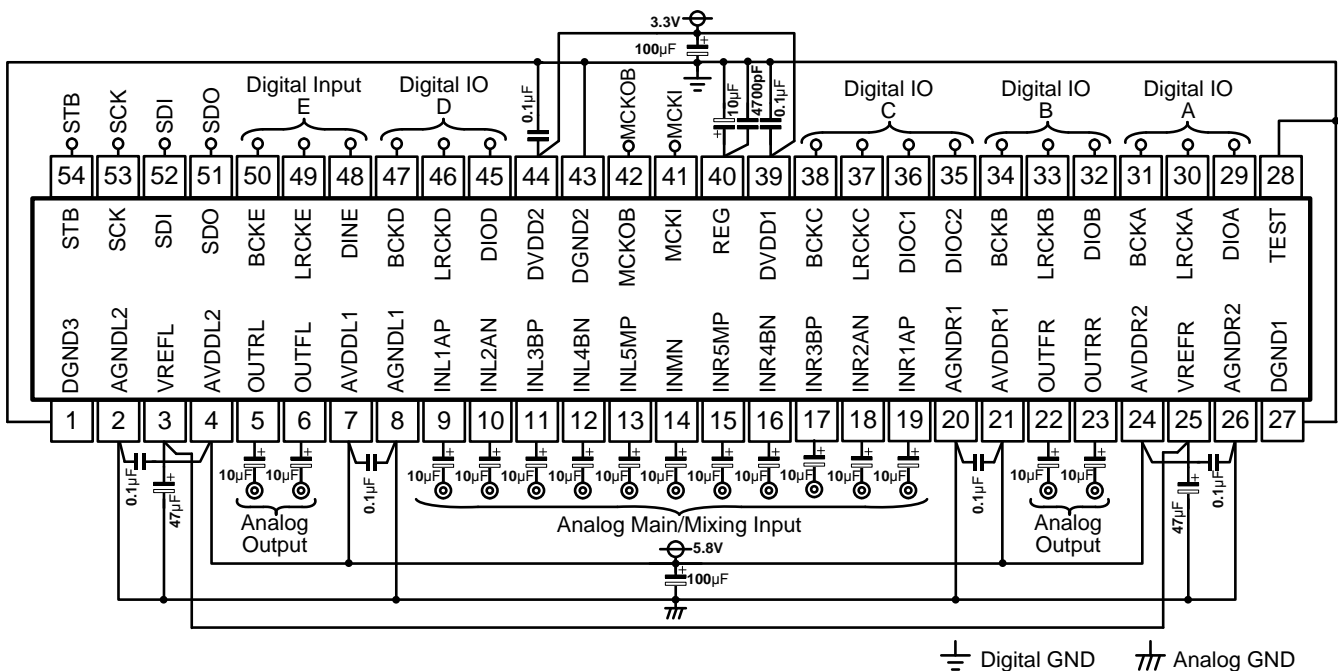 3.3V
100µF
0.1µF
10µF
4700pF
0.1µF
STB
SCK
SDI
SDO
Digital Input
E
Digital IO
D
MCKOB
MCKI
Digital IO
C
Digital IO
B
Digital IO
A
54 53 52 51 50 49 48 47 46 45 44 43 42 41 40 39 38 37 36 35 34 33 32 31 30 29 28
STB SCK SDI SDO BCKE LRCKE DINE BCKD LRCKD DIOD DVDD2 DGND2 MCKOB MCKI REG DVDD1 BCKC LRCKC DIOC1 DIOC2 BCKB LRCKB DIOB BCKA LRCKA DIOA TEST
DGND3 AGNDL2 VREFL AVDDL2 OUTRL OUTFL AVDDL1 AGNDL1 INL1AP INL2AN INL3BP INL4BN INL5MP INMN INR5MP INR4BN INR3BP INR2AN INR1AP AGNDR1 AVDDR1 OUTFR OUTRR AVDDR2 VREFR AGNDR2 DGND1
1 2 3 4 5 6 7 8 9 10 11 12 13 14 15 16 17 18 19 20 21 22 23 24 25 26 27
0.1µF
47µF
10µF 10µF
0.1µF
10µF 10µF 10µF 10µF 10µF 10µF 10µF 10µF 10µF 10µF 10µF
0.1µF
10µF 10µF
47µF
0.1µF
Analog
Output
Analog Main/Mixing Input
Analog
Output
5.8V
100µF
Digital GND
Analog GND